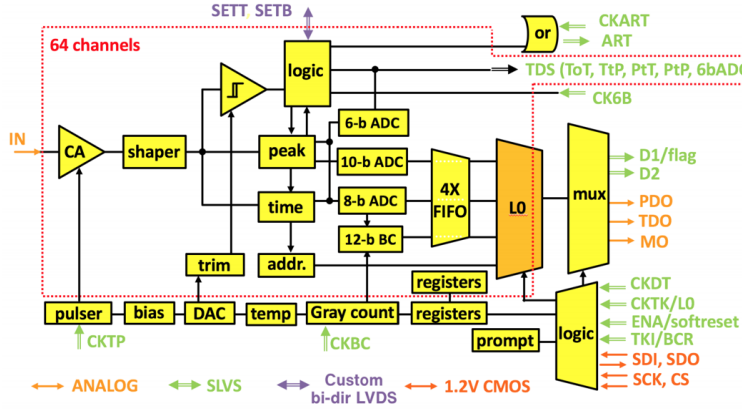 SETT, SETB
64 channels
or
CKART
ART
logic
TDS (ToT, TtP, PtT, PtP, 6bADC
CK6B
6-b ADC
IN
CA
shaper
peak
10-b ADC
4X
FIFO
L0
mux
D1/flag
D2
time
8-b ADC
PDO
TDO
MO
12-b BC
trim
addr.
registers
CKDT
CKTK/L0
ENA/softreset
TKI/BCR
SDI, SDO
SCK, CS
pulser
bias
DAC
temp
Gray count
registers
logic
prompt
CKTP
CKBC
ANALOG
SLVS
Custom
bi-dir LVDS
1.2V CMOS